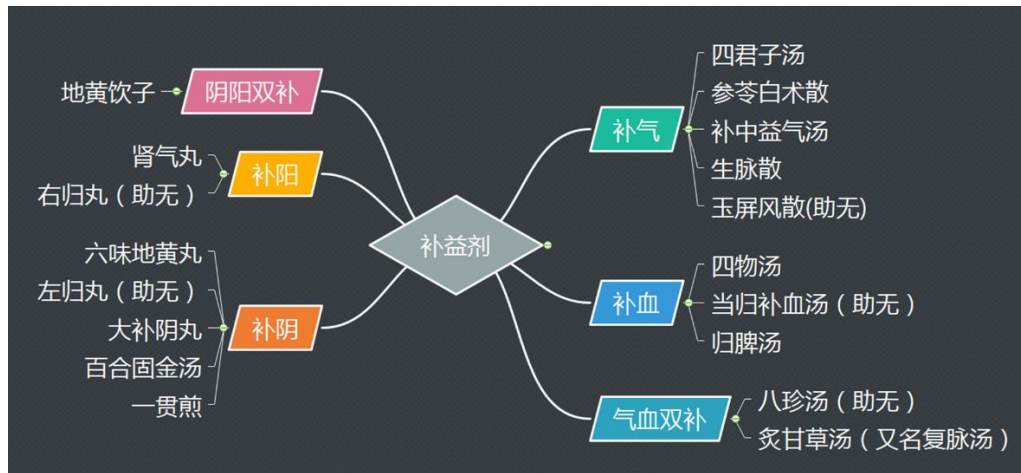 补益剂
阴阳双补
地黄饮子
补阳
肾气丸
右归丸（助无）
补阴
六味地黄丸
左归丸（助无）
大补阴丸
百合固金汤
一贯煎
补气
四君子汤
参苓白术散
补中益气汤
生脉散
玉屏风散(助无)
补血
四物汤
当归补血汤（助无）
归脾汤
气血双补
八珍汤（助无）
炙甘草汤（又名复脉汤）